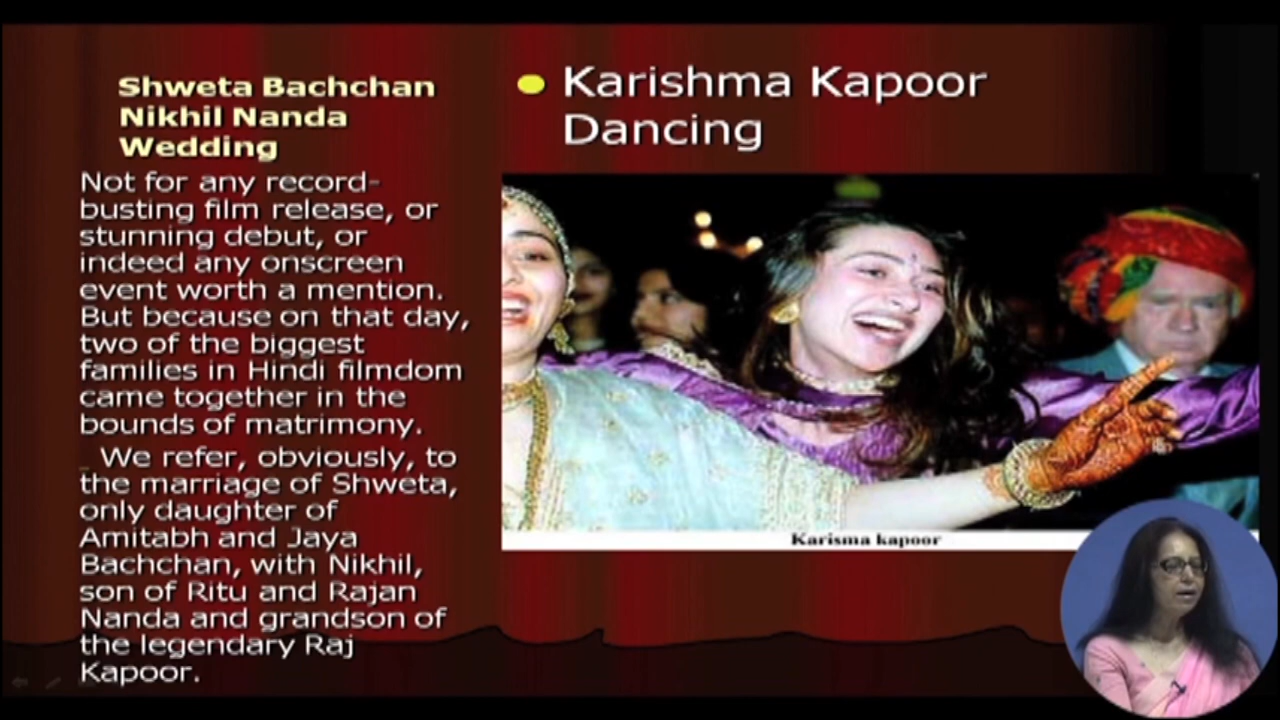 Shweta Bachchan
Nikhil Nanda
Wedding
Not for any record-
busting film release, or
stunning debut, or
indeed any onscreen
event worth a mention.
But because on that day,
two of the biggest
families in Hindi filmdom
came together in the
bounds of matrimony.
_ We refer, obviously, to
the marriage of Shweta,
only daughter of
Amitabh and Jaya
Bachchan, with Nikhil,
son of Ritu and Rajan
Nanda and grandson of
the legendary Raj
Kapoor.
Karishma Kapoor
Dancing
Karisma kapoor